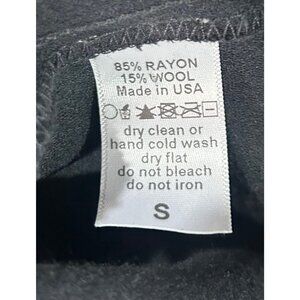 85% RAYON
15% WOOL
Made in USA
dry clean or
hand cold wash
dry flat
do not bleach
do not iron
S